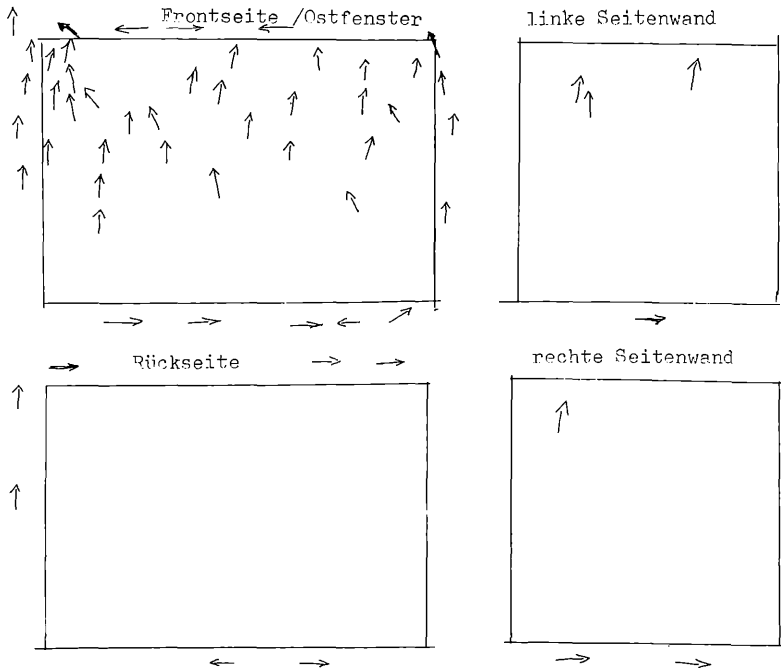 Frontseite /Ostfenster
linke Seitenwand
Rückseite
rechte Seitenwand